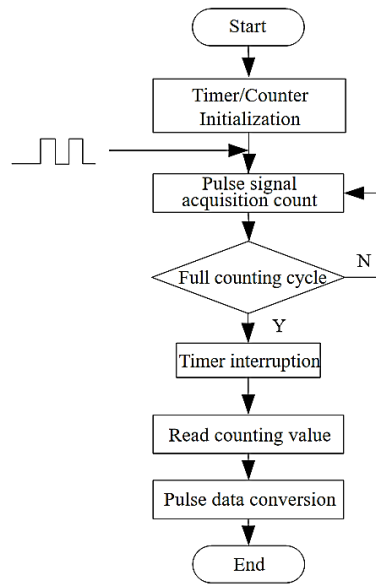 Start
Timer/Counter
Initialization
Pulse signal
acquisition count
Full counting cycle
N
Y
Timer interruption
Read counting value
Pulse data conversion
End